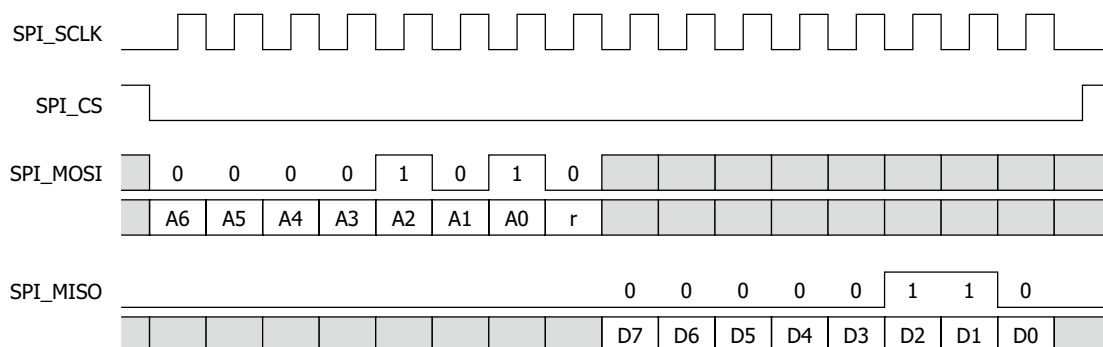 SPI_SCLK
SPI_CS
SPI_MOSI 0 0 0 0 1 0 1 0
A6 A5 A4 A3 A2 A1 A0 r
SPI_MISO 0 0 0 0 0 1 1 0
D7 D6 D5 D4 D3 D2 D1 D0